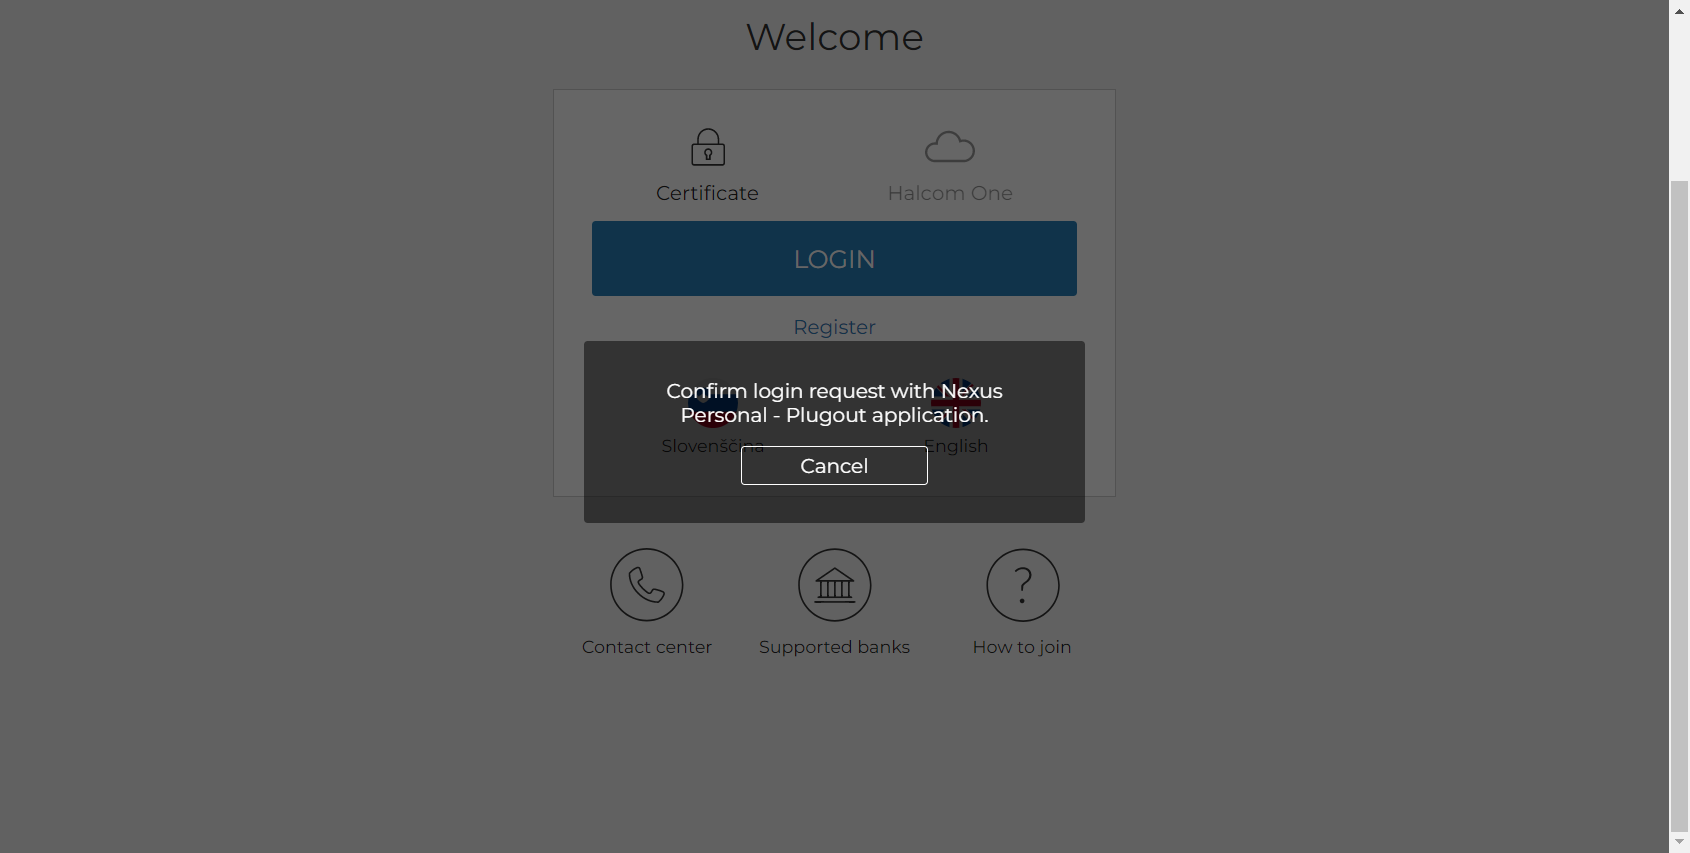 Welcome
Certificate
Halcom One
LOGIN
Register
Confirm login request with Nexus
Personal - Plugout application.
Slovenščina
English
Cancel
Contact center
Supported banks
How to join